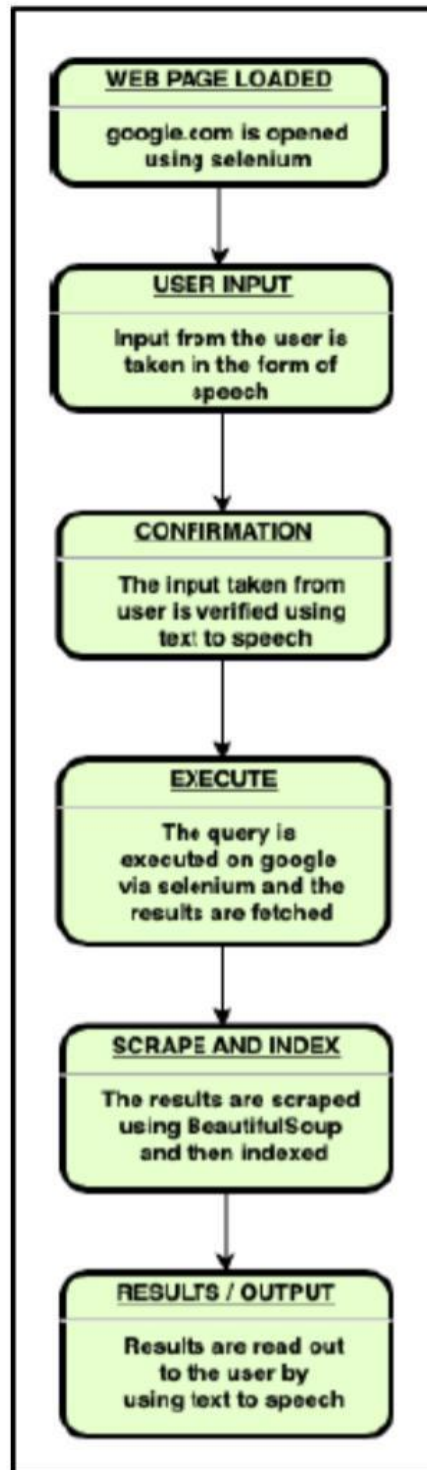 WEB PAGE LOADED
google.com is opened
using selenium
USER INPUT
Input from the user is
taken in the form of
speech
CONFIRMATION
The input taken from
user is verified using
text to speech
EXECUTE
The query is
executed on google
via selenium and the
results are fetched
SCRAPE AND INDEX
The results are scraped
using BeautifulSoup
and then indexed
RESULTS / OUTPUT
Results are read out
to the user by
using text to speech